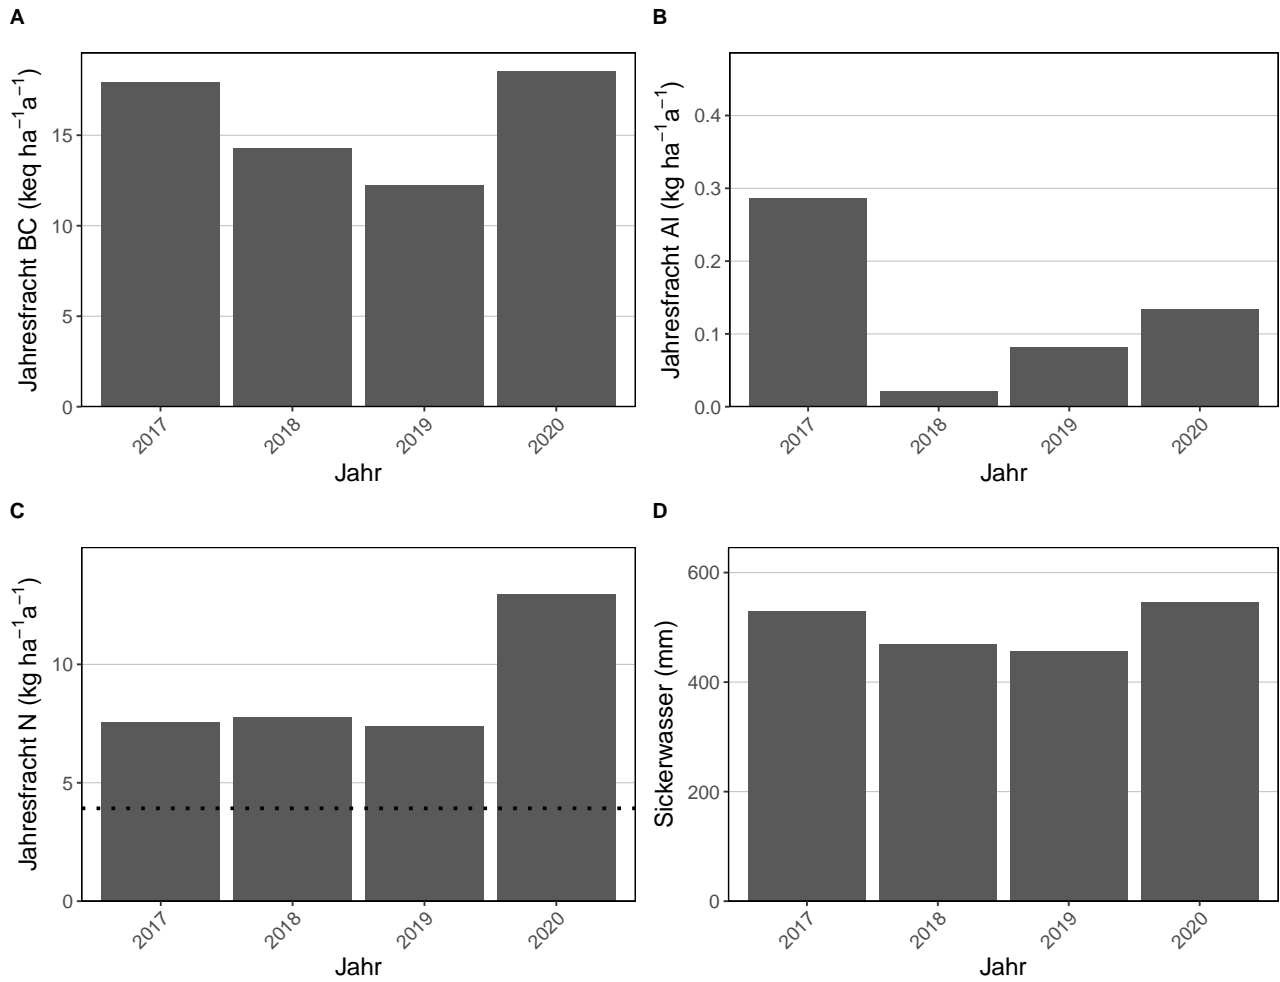 A
Jahresfracht BC (keq ha⁻¹a⁻¹)
15
10
5
0
2017
2018
2019
2020
Jahr
B
Jahresfracht Al (kg ha⁻¹a⁻¹)
0.4
0.3
0.2
0.1
0.0
2017
2018
2019
2020
Jahr
C
Jahresfracht N (kg ha⁻¹a⁻¹)
10
5
0
2017
2018
2019
2020
Jahr
D
Sickerwasser (mm)
600
400
200
0
2017
2018
2019
2020
Jahr